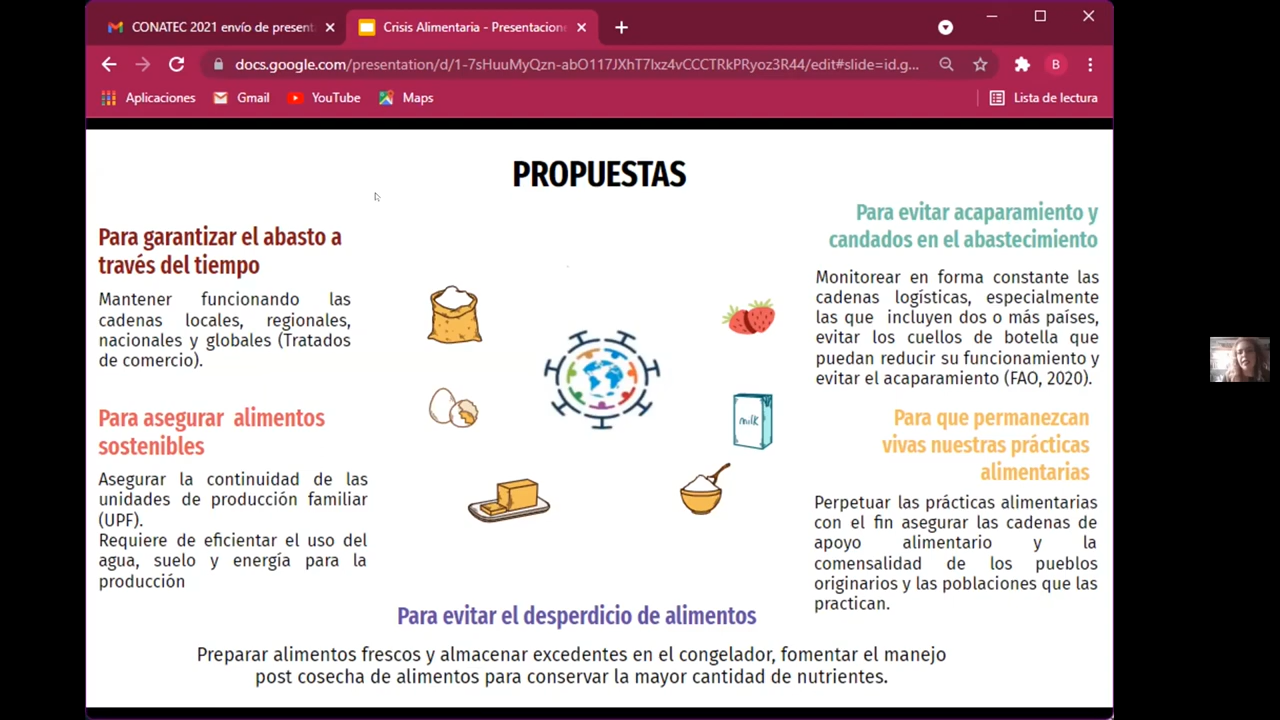 CONATEC 2021 envío de present
Crisis Alimentaria - Presentacione
docs.google.com/presentation/d/1-7sHuuMyQzn-abO117JXhT7lxz4vCCCTRkPRyoz3R44/edit#slide=id.g...
B
Aplicaciones
Gmail
YouTube
Maps
Lista de lectura
PROPUESTAS
Para garantizar el abasto a
través del tiempo
Mantener funcionando las
cadenas locales, regionales,
nacionales y globales (Tratados
de comercio).
Para asegurar alimentos
sostenibles
Asegurar la continuidad de las
unidades de producción familiar
(UPF).
Requiere de eficientar el uso del
agua, suelo y energía para la
producción
milk
Para evitar acaparamiento y
candados en el abastecimiento
Monitorear en forma constante las
cadenas logísticas, especialmente
las que incluyen dos o más países,
evitar los cuellos de botella que
puedan reducir su funcionamiento y
evitar el acaparamiento (FAO, 2020).
Para que permanezcan
vivas nuestras prácticas
alimentarias
Perpetuar las prácticas alimentarias
con el fin asegurar las cadenas de
apoyo alimentario y la
comensalidad de los pueblos
originarios y las poblaciones que las
practican.
Para evitar el desperdicio de alimentos
Preparar alimentos frescos y almacenar excedentes en el congelador, fomentar el manejo
post cosecha de alimentos para conservar la mayor cantidad de nutrientes.